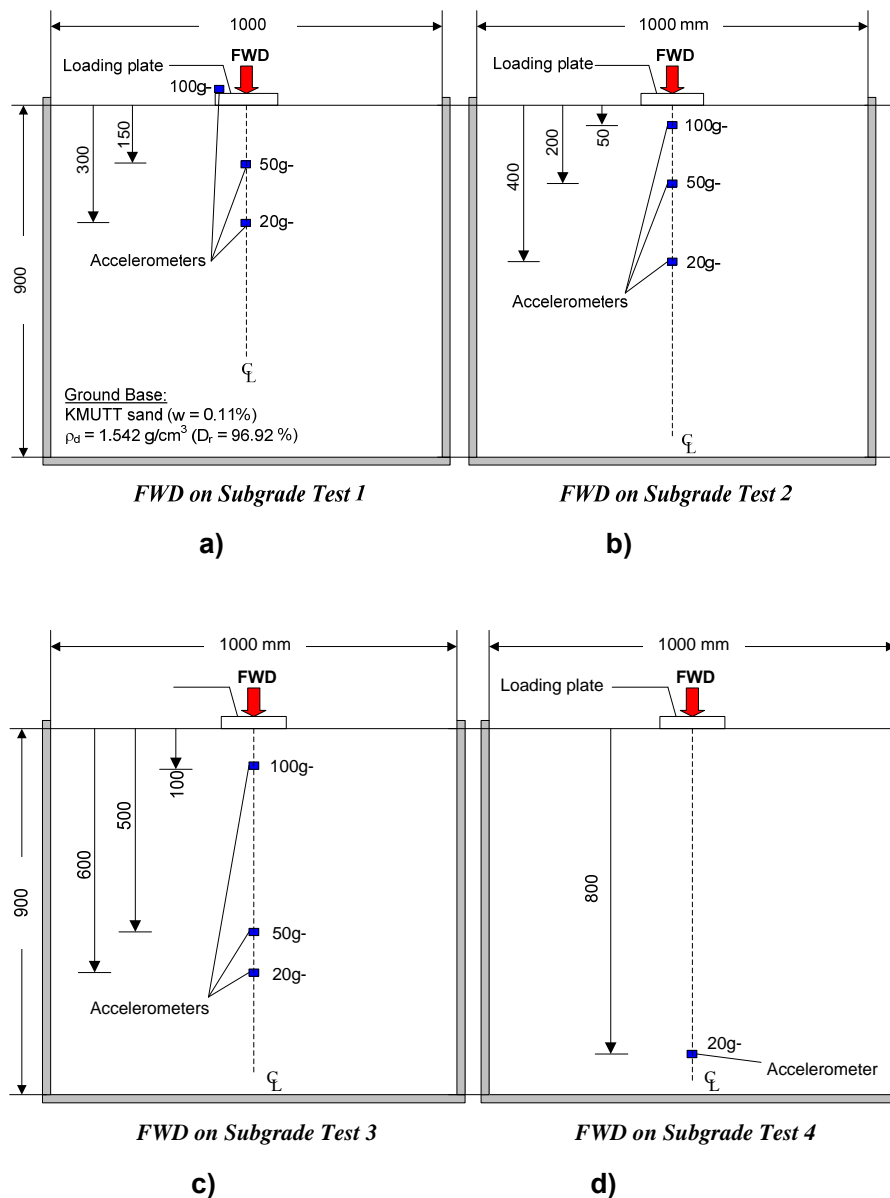 1000
FWD
Loading plate
100g-
150
300
50g-
20g-
Accelerometers
900
℄
Ground Base:
KMUTT sand (w = 0.11%)
ρd = 1.542 g/cm³ (Dr = 96.92 %)
FWD on Subgrade Test 1
a)
1000 mm
FWD
Loading plate
50
200
400
100g-
50g-
20g-
Accelerometers
℄
FWD on Subgrade Test 2
b)
1000 mm
FWD
100
500
600
900
100g-
50g-
20g-
Accelerometers
℄
FWD on Subgrade Test 3
c)
1000 mm
FWD
Loading plate
800
20g-
Accelerometer
℄
FWD on Subgrade Test 4
d)